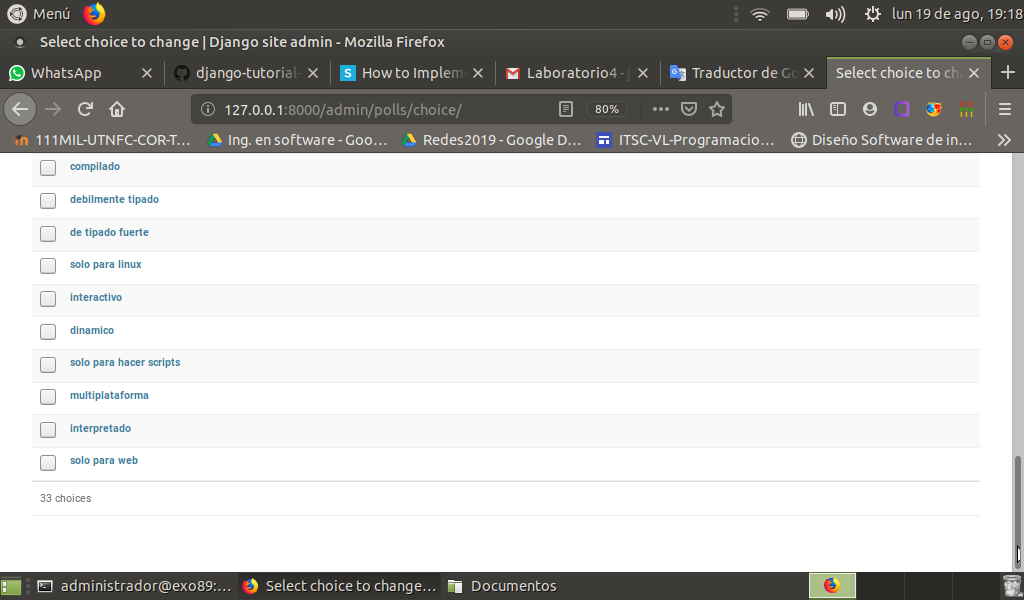 Menú
lun 19 de ago, 19:18
Select choice to change | Django site admin - Mozilla Firefox
WhatsApp
django-tutorial-
How to Implem
Laboratorio4 -
Traductor de Go
Select choice to ch
127.0.0.1:8000/admin/polls/choice/
80%
111MIL-UTNFC-COR-T...
Ing. en software - Goo...
Redes2019 - Google D...
ITSC-VL-Programacio...
Diseño Software de in...
compilado
debilmente tipado
de tipado fuerte
solo para linux
interactivo
dinamico
solo para hacer scripts
multiplataforma
interpretado
solo para web
33 choices
administrador@exo89:...
Select choice to change...
Documentos